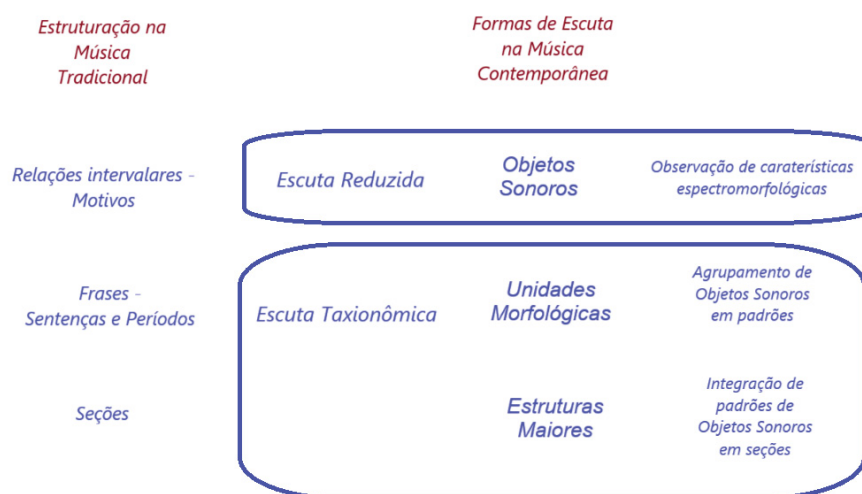 Estruturação na
Música
Tradicional
Formas de Escuta
na Música
Contemporânea
Relações intervalares -
Motivos
Escuta Reduzida
Objetos
Sonoros
Observação de caraterísticas
espectromorfológicas
Frases -
Sentenças e Períodos
Escuta Taxionômica
Unidades
Morfológicas
Agrupamento de
Objetos Sonoros
em padrões
Seções
Estruturas
Maiores
Integração de
padrões de
Objetos Sonoros
em seções